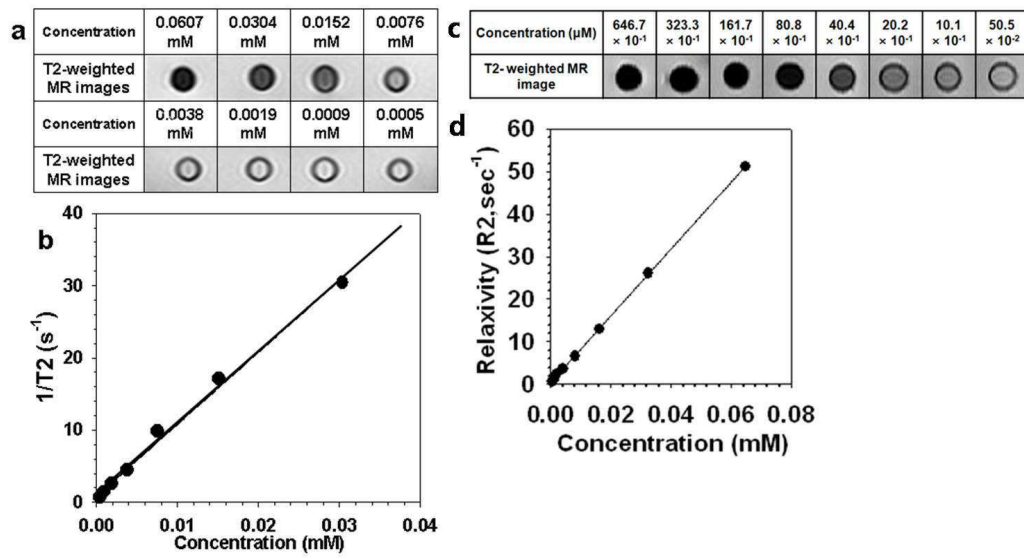 a
Concentration
0.0607 mM
0.0304 mM
0.0152 mM
0.0076 mM
T2-weighted
MR images
Concentration
0.0038 mM
0.0019 mM
0.0009 mM
0.0005 mM
T2-weighted
MR images
b
40
30
20
10
0
1/T2 (s⁻¹)
0.00 0.01 0.02 0.03 0.04
Concentration (mM)
c
Concentration (µM)
646.7 × 10⁻¹
323.3 × 10⁻¹
161.7 × 10⁻¹
80.8 × 10⁻¹
40.4 × 10⁻¹
20.2 × 10⁻¹
10.1 × 10⁻¹
50.5 × 10⁻²
T2- weighted MR
image
d
60
50
40
30
20
10
0
Relaxivity (R2,sec⁻¹)
0.00 0.02 0.04 0.06 0.08
Concentration (mM)